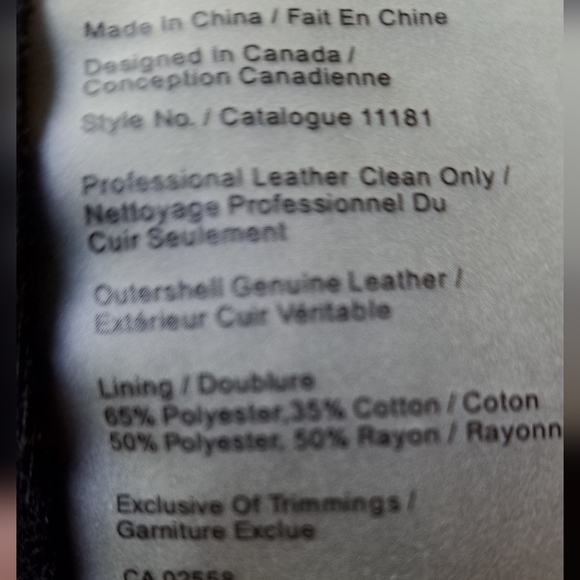 Made in China / Fait En Chine
Designed in Canada /
Conception Canadienne
Style No. / Catalogue 11181
Professional Leather Clean Only /
Nettoyage Professionnel Du
Cuir Seulement
Outershell Genuine Leather /
Extérieur Cuir Véritable
Lining / Doublure
65% Polyester,35% Cotton / Coton
50% Polyester, 50% Rayon / Rayonn
Exclusive Of Trimmings /
Garniture Exclue
CA 02568